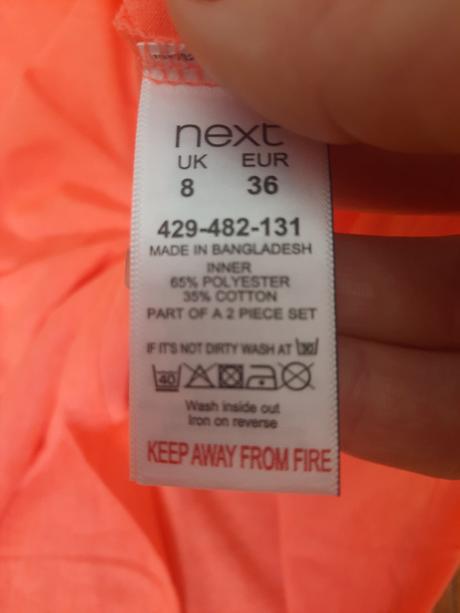 next
UK EUR
8 36
429-482-131
MADE IN BANGLADESH
INNER
65% POLYESTER
35% COTTON
PART OF A 2 PIECE SET
IF IT'S NOT DIRTY WASH AT 30
40
Wash inside out
Iron on reverse
KEEP AWAY FROM FIRE